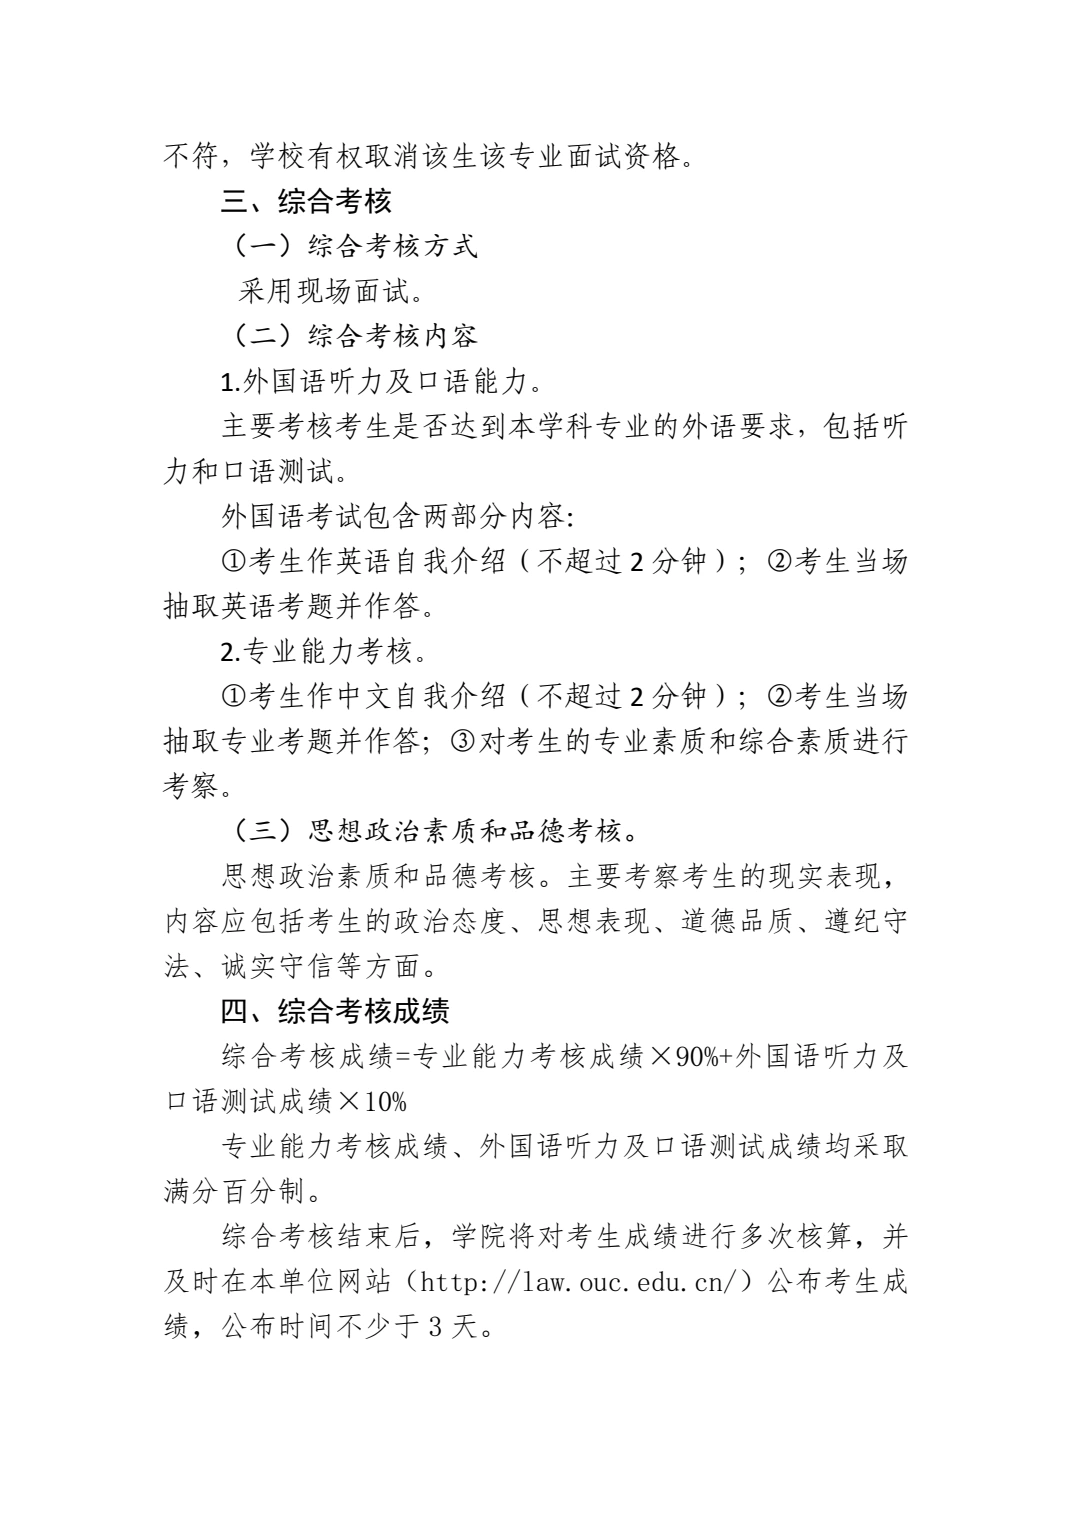 不符，学校有权取消该生该专业面试资格。
三、综合考核
（一）综合考核方式
采用现场面试。
（二）综合考核内容
1.外国语听力及口语能力。
主要考核考生是否达到本学科专业的外语要求，包括听
力和口语测试。
外国语考试包含两部分内容:
①考生作英语自我介绍（不超过 2 分钟）；②考生当场
抽取英语考题并作答。
2.专业能力考核。
①考生作中文自我介绍（不超过 2 分钟）；②考生当场
抽取专业考题并作答；③对考生的专业素质和综合素质进行
考察。
（三）思想政治素质和品德考核。
思想政治素质和品德考核。主要考察考生的现实表现，
内容应包括考生的政治态度、思想表现、道德品质、遵纪守
法、诚实守信等方面。
四、综合考核成绩
综合考核成绩=专业能力考核成绩×90%+外国语听力及
口语测试成绩×10%
专业能力考核成绩、外国语听力及口语测试成绩均采取
满分百分制。
综合考核结束后，学院将对考生成绩进行多次核算，并
及时在本单位网站（http://law.ouc.edu.cn/）公布考生成
绩，公布时间不少于 3 天。